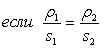 если ρ₁/s₁ = ρ₂/s₂